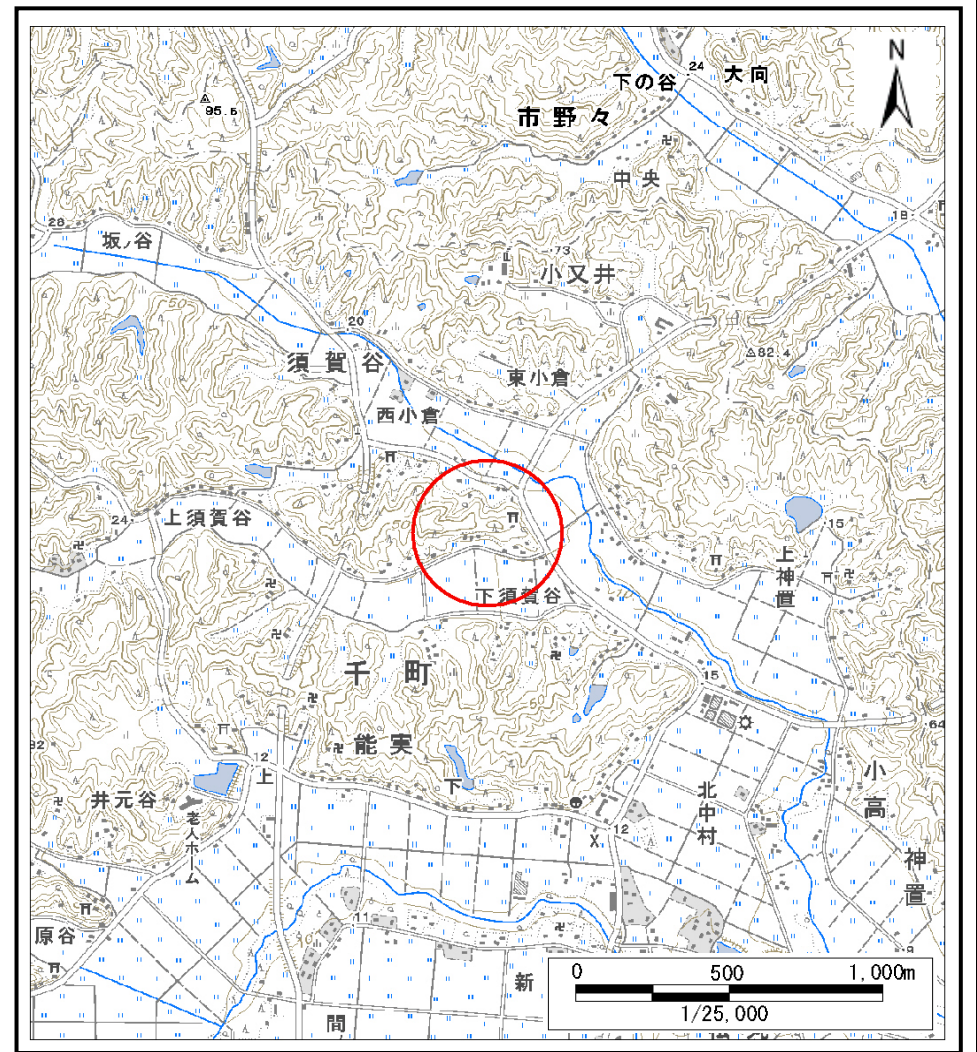 N
24
大向
下の谷
95.5
市野々
中央
18
28
坂ノ谷
73
小又井
20
須賀谷
82.4
東小倉
西小倉
24
上須賀谷
15
上神置
下須賀谷
千町
15
64
能実
12
上
下
小高
井元谷
老人ホーム
北中村
12
神置
11
原谷
新
間
9
0 500 1,000m
1/25,000